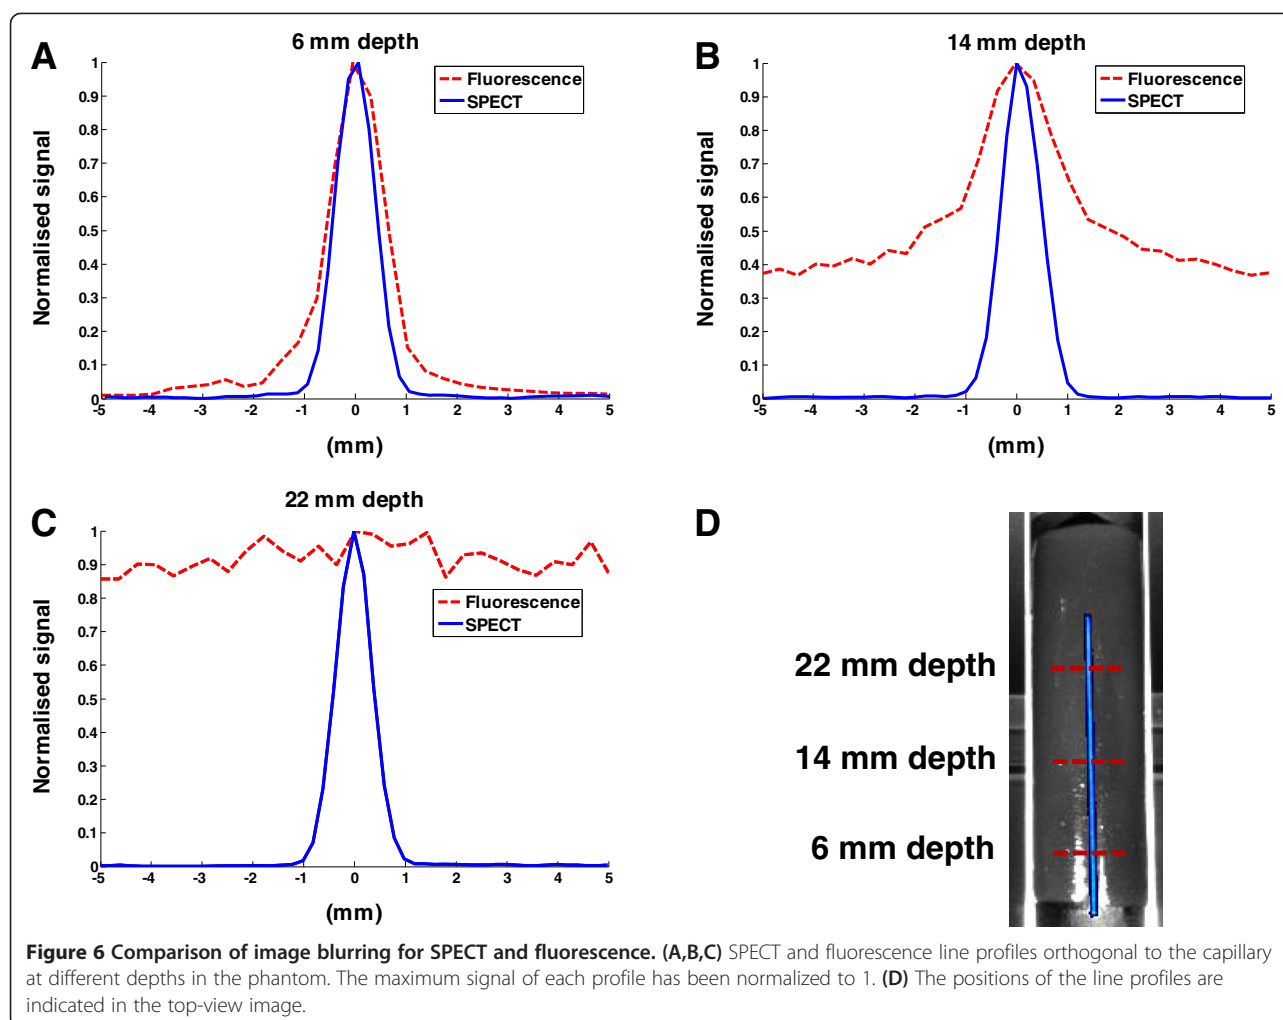 A
6 mm depth
1
0.9
0.8
0.7
0.6
0.5
0.4
0.3
0.2
0.1
0
Normalised signal
Fluorescence
SPECT
-5 -4 -3 -2 -1 0 1 2 3 4 5
(mm)
B
14 mm depth
1
0.9
0.8
0.7
0.6
0.5
0.4
0.3
0.2
0.1
0
Normalised signal
Fluorescence
SPECT
-5 -4 -3 -2 -1 0 1 2 3 4 5
(mm)
C
22 mm depth
1
0.9
0.8
0.7
0.6
0.5
0.4
0.3
0.2
0.1
0
Normalised signal
Fluorescence
SPECT
-5 -4 -3 -2 -1 0 1 2 3 4 5
(mm)
D
22 mm depth
14 mm depth
6 mm depth
Figure 6 Comparison of image blurring for SPECT and fluorescence. (A,B,C) SPECT and fluorescence line profiles orthogonal to the capillary
at different depths in the phantom. The maximum signal of each profile has been normalized to 1. (D) The positions of the line profiles are
indicated in the top-view image.